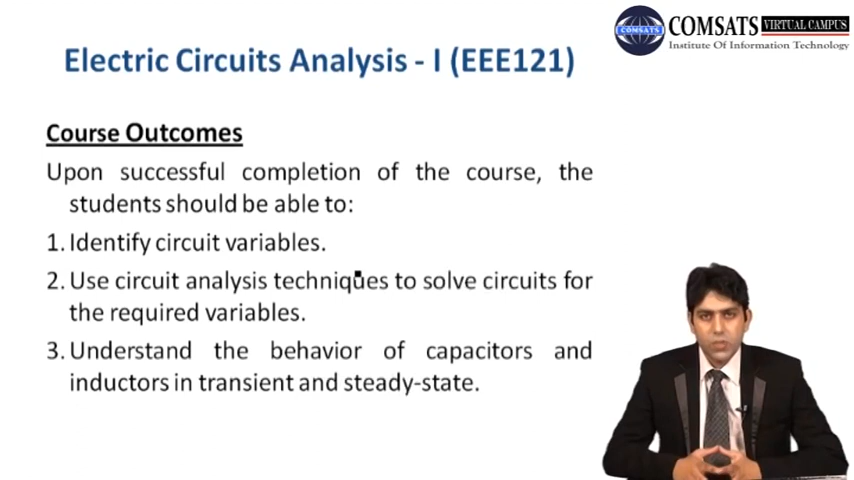 COMSATS
COMSATS VIRTUAL CAMPUS
Institute Of Information Technology
Electric Circuits Analysis - I (EEE121)
Course Outcomes
Upon successful completion of the course, the
students should be able to:
1. Identify circuit variables.
2. Use circuit analysis techniques to solve circuits for
the required variables.
3. Understand the behavior of capacitors and
inductors in transient and steady-state.